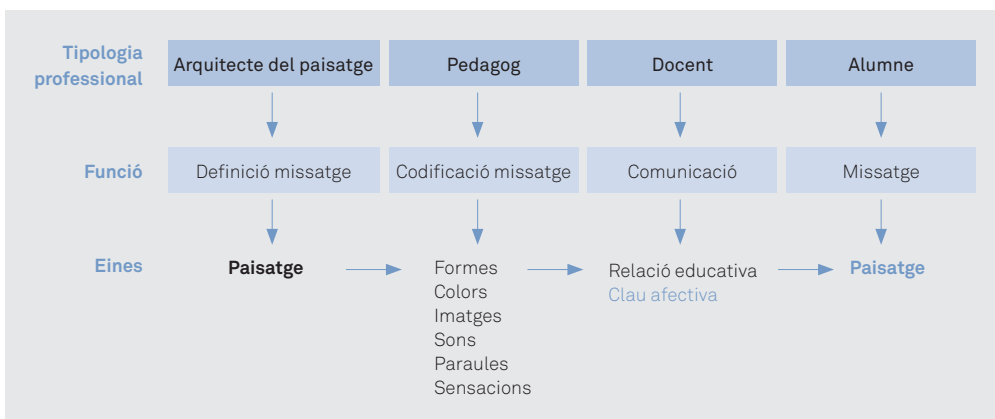 Tipologia
professional
Arquitecte del paisatge
Pedagog
Docent
Alumne
Funció
Definició missatge
Codificació missatge
Comunicació
Missatge
Eines
Paisatge
Formes
Colors
Imatges
Sons
Paraules
Sensacions
Relació educativa
Clau afectiva
Paisatge